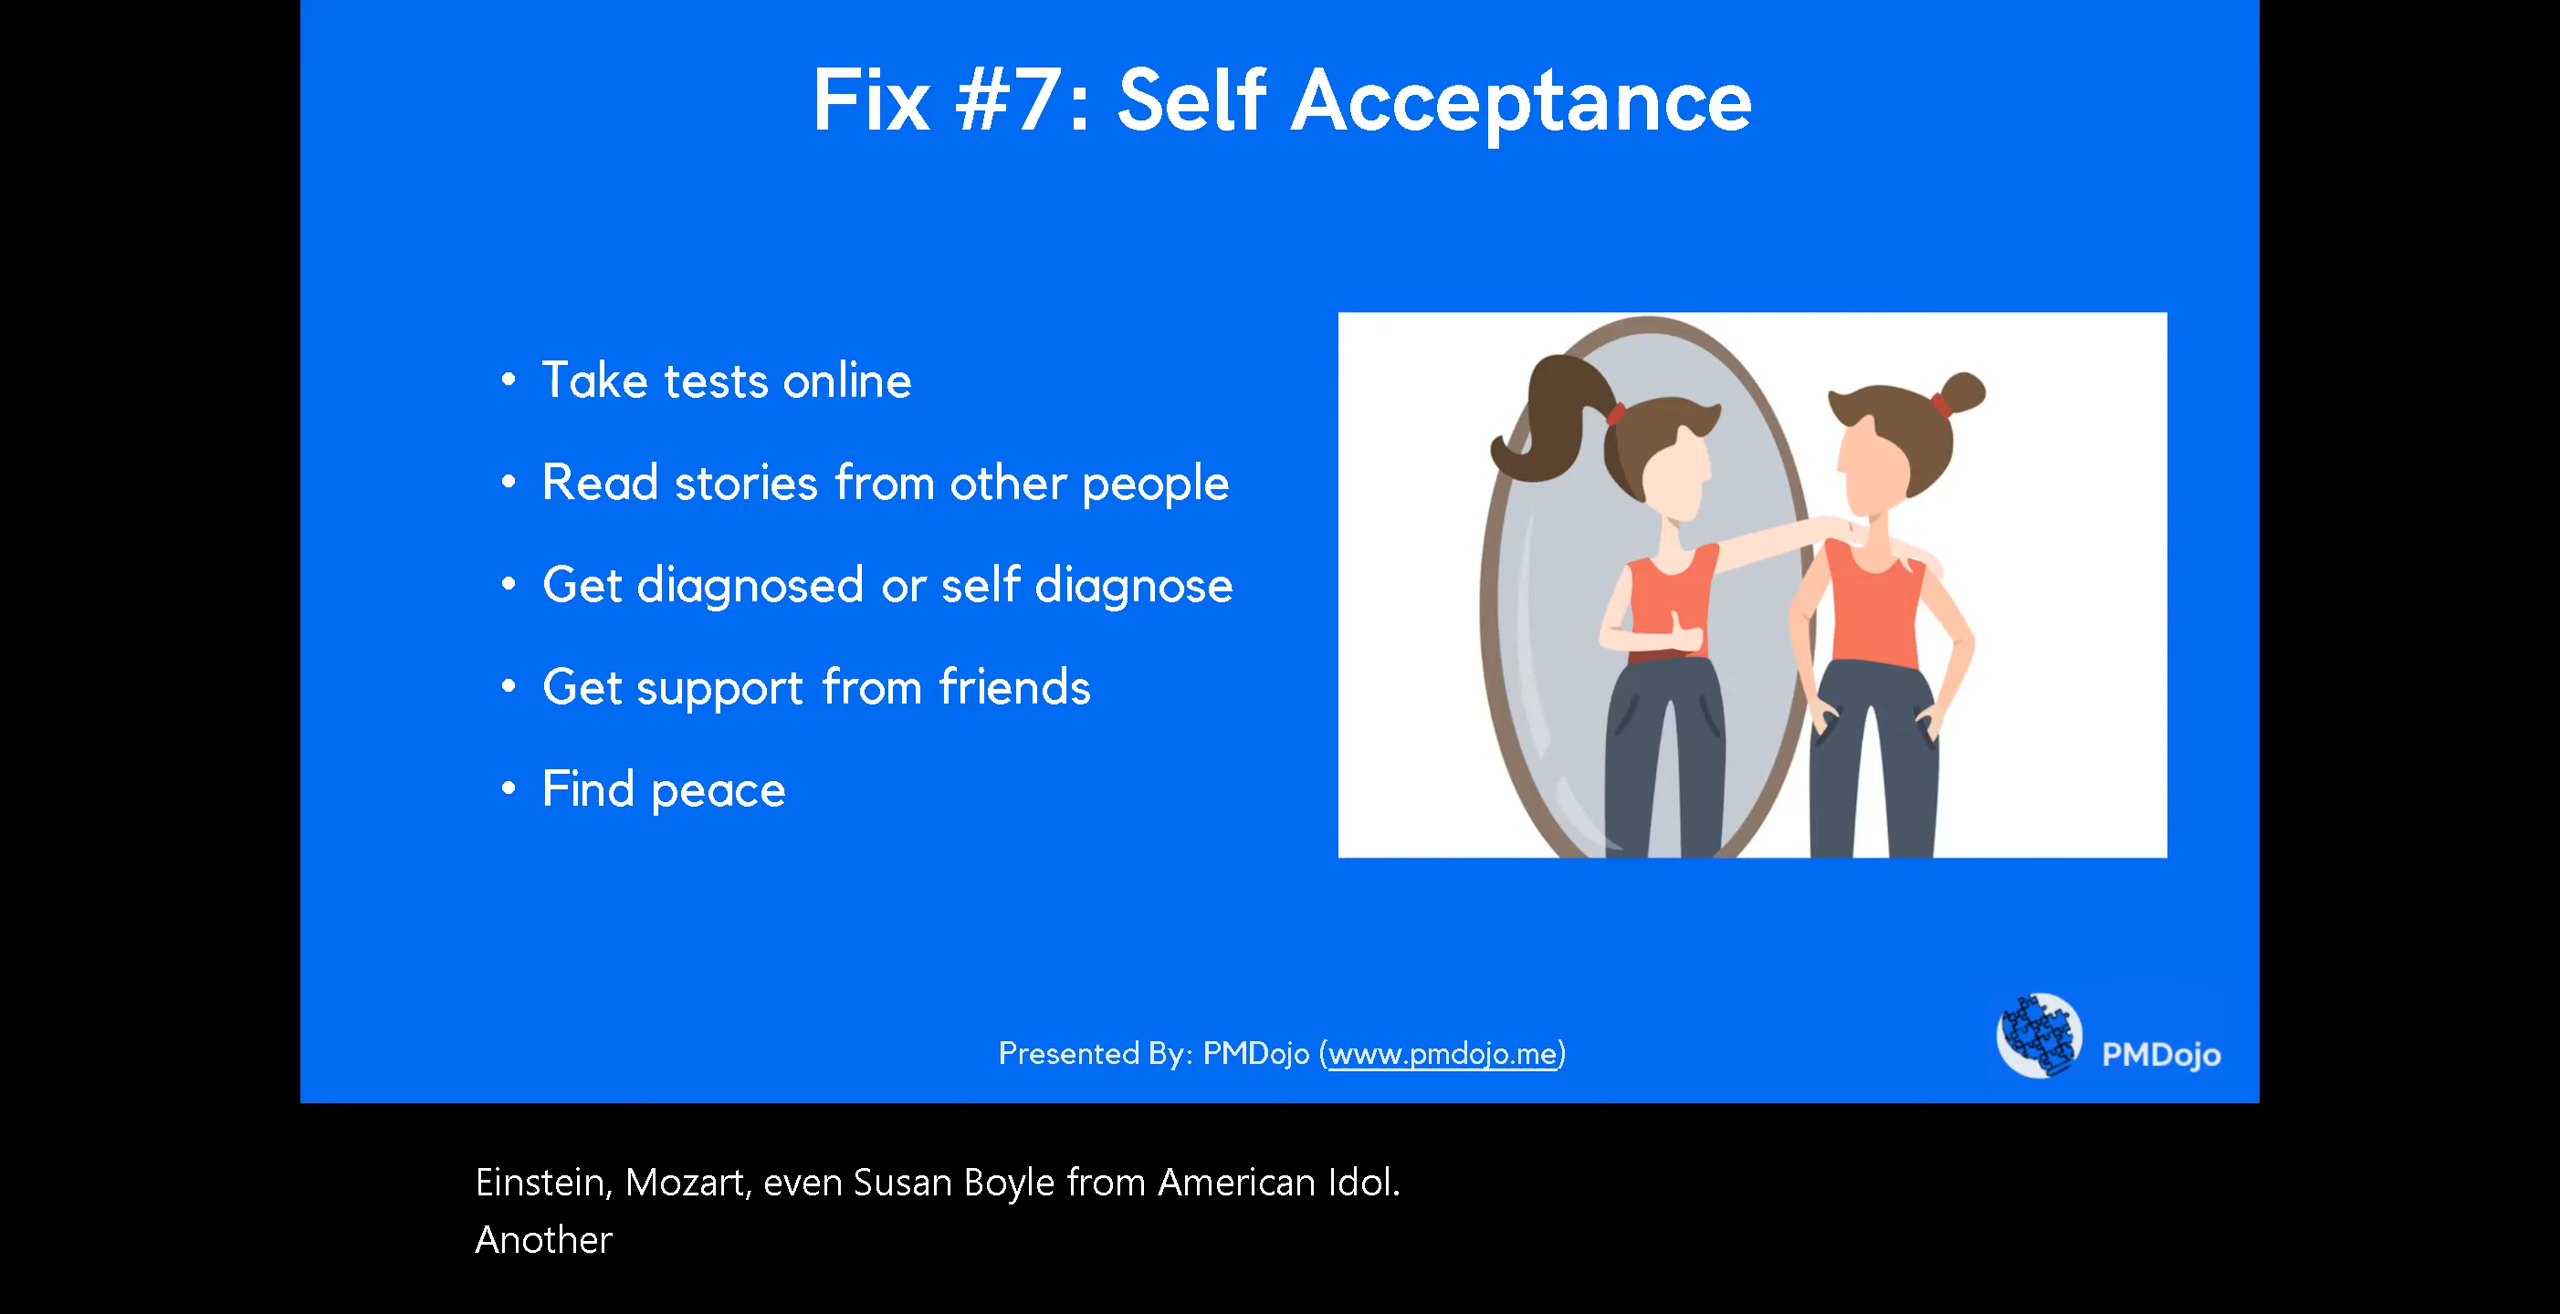 Fix #7: Self Acceptance
• Take tests online
• Read stories from other people
• Get diagnosed or self diagnose
• Get support from friends
• Find peace
Presented By: PMDojo (www.pmdojo.me)
PMDojo
Einstein, Mozart, even Susan Boyle from American Idol.
Another